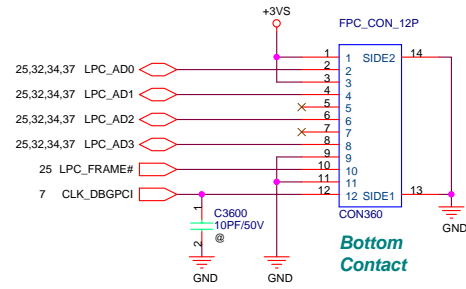 +3VS
FPC_CON_12P
25,32,34,37 LPC_AD0
25,32,34,37 LPC_AD1
25,32,34,37 LPC_AD2
25,32,34,37 LPC_AD3
25 LPC_FRAME#
7 CLK_DBGPCI
1 1 SIDE2 14
2 2
3 3
4 4
5 5
6 6
7 7
8 8
9 9
10 10
11 11
12 12 SIDE1 13
CON360
1
C3600
10PF/50V
2 @
Bottom
Contact
GND
GND
GND